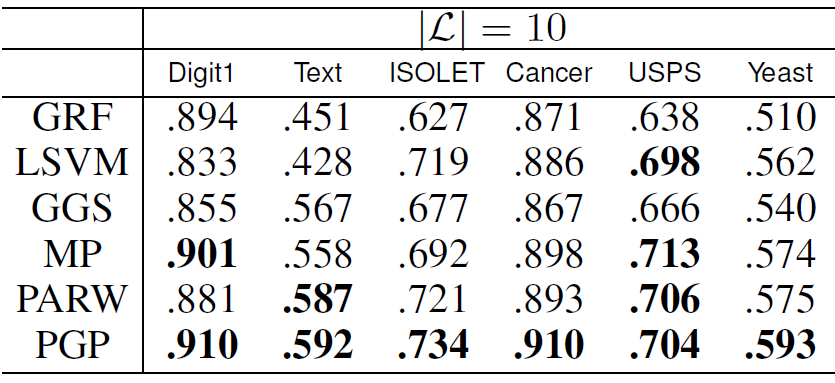 |ℒ| = 10
Digit1 Text ISOLET Cancer USPS Yeast
GRF .894 .451 .627 .871 .638 .510
LSVM .833 .428 .719 .886 .698 .562
GGS .855 .567 .677 .867 .666 .540
MP .901 .558 .692 .898 .713 .574
PARW .881 .587 .721 .893 .706 .575
PGP .910 .592 .734 .910 .704 .593